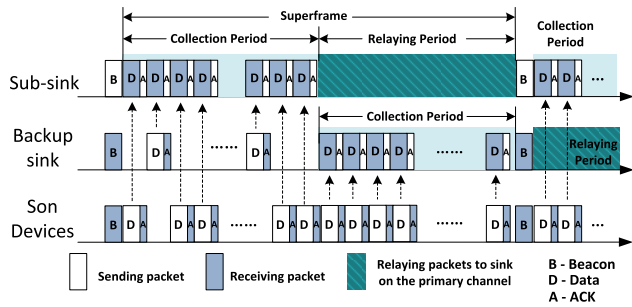 Superframe
Collection Period
Relaying Period
Collection
Period
Sub-sink
B D A D A D A D A D A D A D A B D A D A ...
Collection Period
Backup
sink
B D A ...... D A D A D A D A D A ...... D A B
Relaying
Period
Son
Devices
B D A D A D A ...... D A D A D A D A D A D A ...... D A B D A D A ...
Sending packet
Receiving packet
Relaying packets to sink
on the primary channel
B - Beacon
D - Data
A - ACK